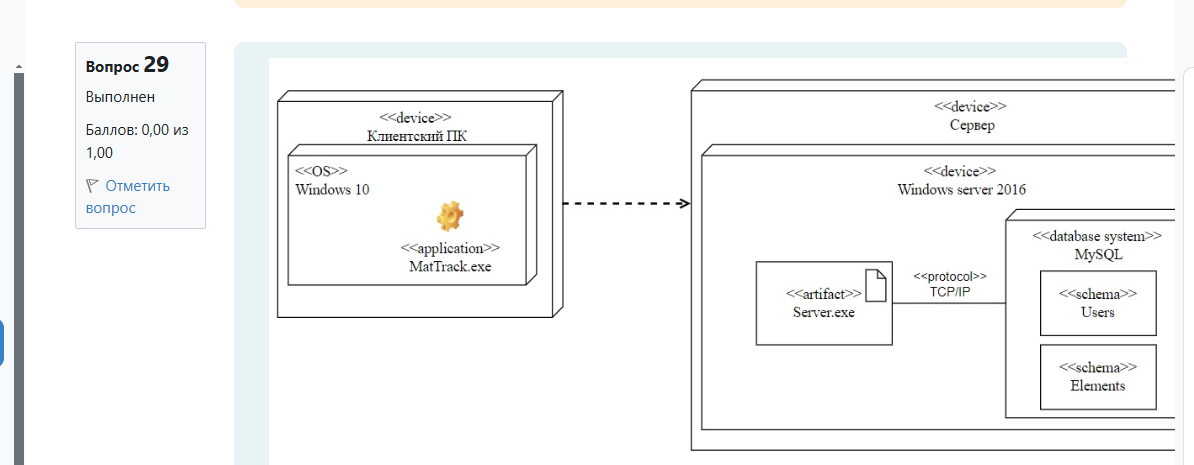 Вопрос 29
Выполнен
Баллов: 0,00 из
1,00
Отметить
вопрос
<<device>>
Клиентский ПК
<<OS>>
Windows 10
<<application>>
MatTrack.exe
<<device>>
Сервер
<<device>>
Windows server 2016
<<artifact>>
Server.exe
<<protocol>>
TCP/IP
<<database system>>
MySQL
<<schema>>
Users
<<schema>>
Elements